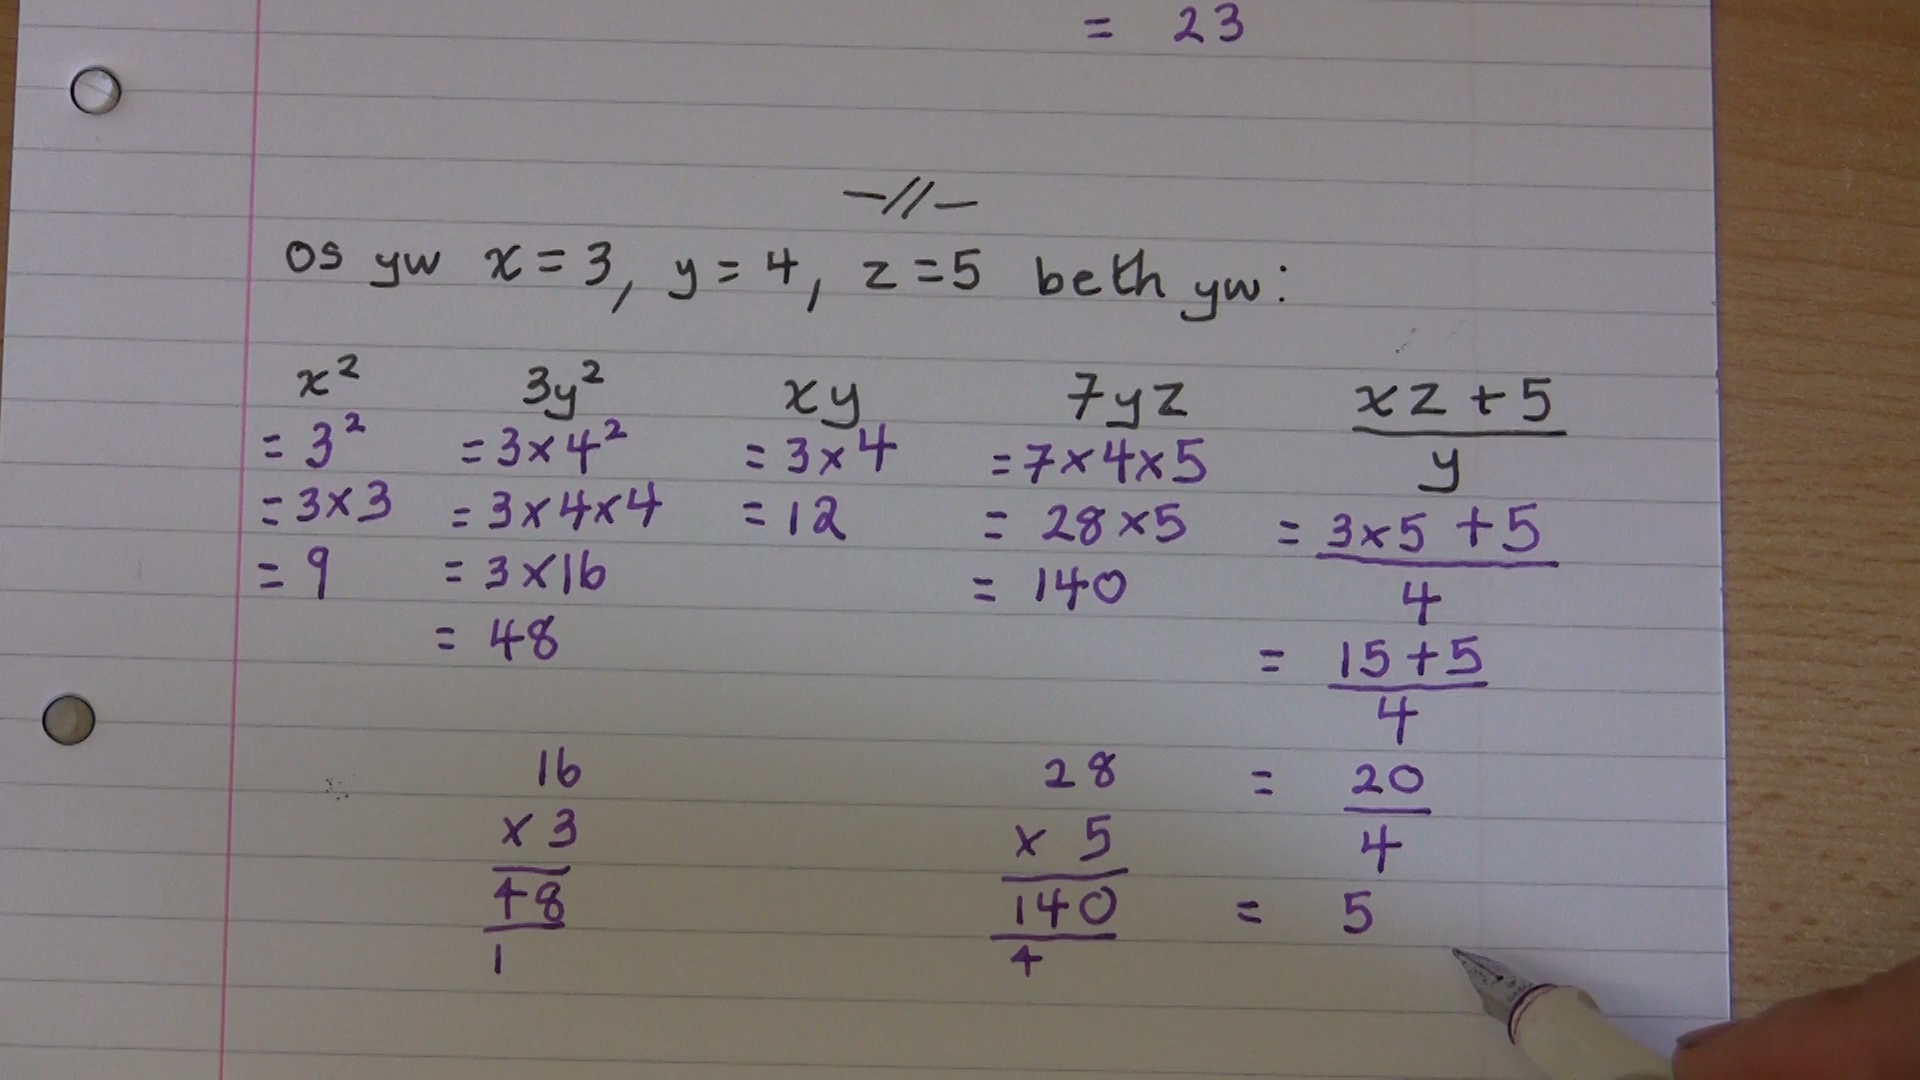 = 23
—//—
Os yw x = 3, y = 4, z = 5 beth yw:
x² 3y² xy 7yz xz + 5
= 3² = 3 × 4² = 3 × 4 = 7 × 4 × 5 y
= 3 × 3 = 3 × 4 × 4 = 12 = 28 × 5 = 3 × 5 + 5
= 9 = 3 × 16 = 140 4
= 48 = 15 + 5
4
16 28 = 20
× 3 × 5 4
48 140 = 5
1 4